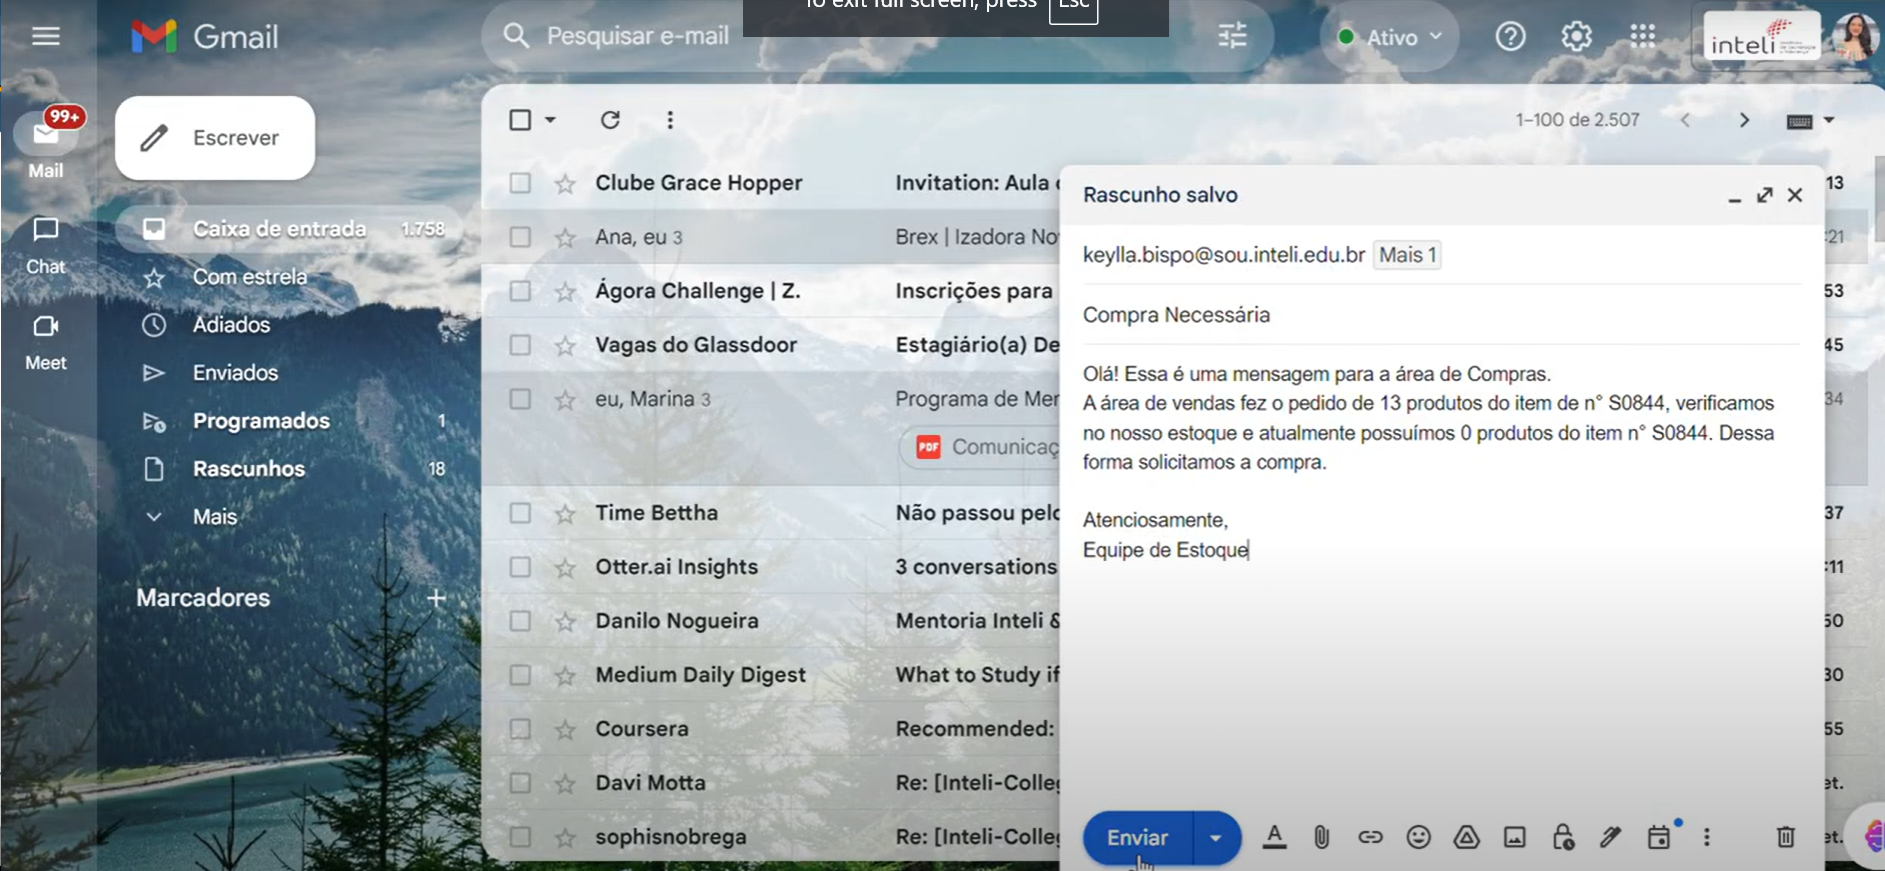 To exit full screen, press Esc
Gmail
Pesquisar e-mail
Ativo
inteli
99+
Mail
Chat
Meet
Escrever
Caixa de entrada 1.758
Com estrela
Adiados
Enviados
Programados 1
Rascunhos 18
Mais
Marcadores
1–100 de 2.507
Clube Grace Hopper Invitation: Aula 13
Ana, eu 3 Brex | Izadora No :21
Ágora Challenge | Z. Inscrições para 53
Vagas do Glassdoor Estagiário(a) De 45
eu, Marina 3 Programa de Mer 34
PDF Comunicaç
Time Bettha Não passou pelo 37
Otter.ai Insights 3 conversations :11
Danilo Nogueira Mentoria Inteli & 50
Medium Daily Digest What to Study if 30
Coursera Recommended: 55
Davi Motta Re: [Inteli-Colleg et.
sophisnobrega Re: [Inteli-Colleg et.
Rascunho salvo
keylla.bispo@sou.inteli.edu.br Mais 1
Compra Necessária
Olá! Essa é uma mensagem para a área de Compras.
A área de vendas fez o pedido de 13 produtos do item de n° S0844, verificamos
no nosso estoque e atualmente possuímos 0 produtos do item n° S0844. Dessa
forma solicitamos a compra.
Atenciosamente,
Equipe de Estoque
Enviar